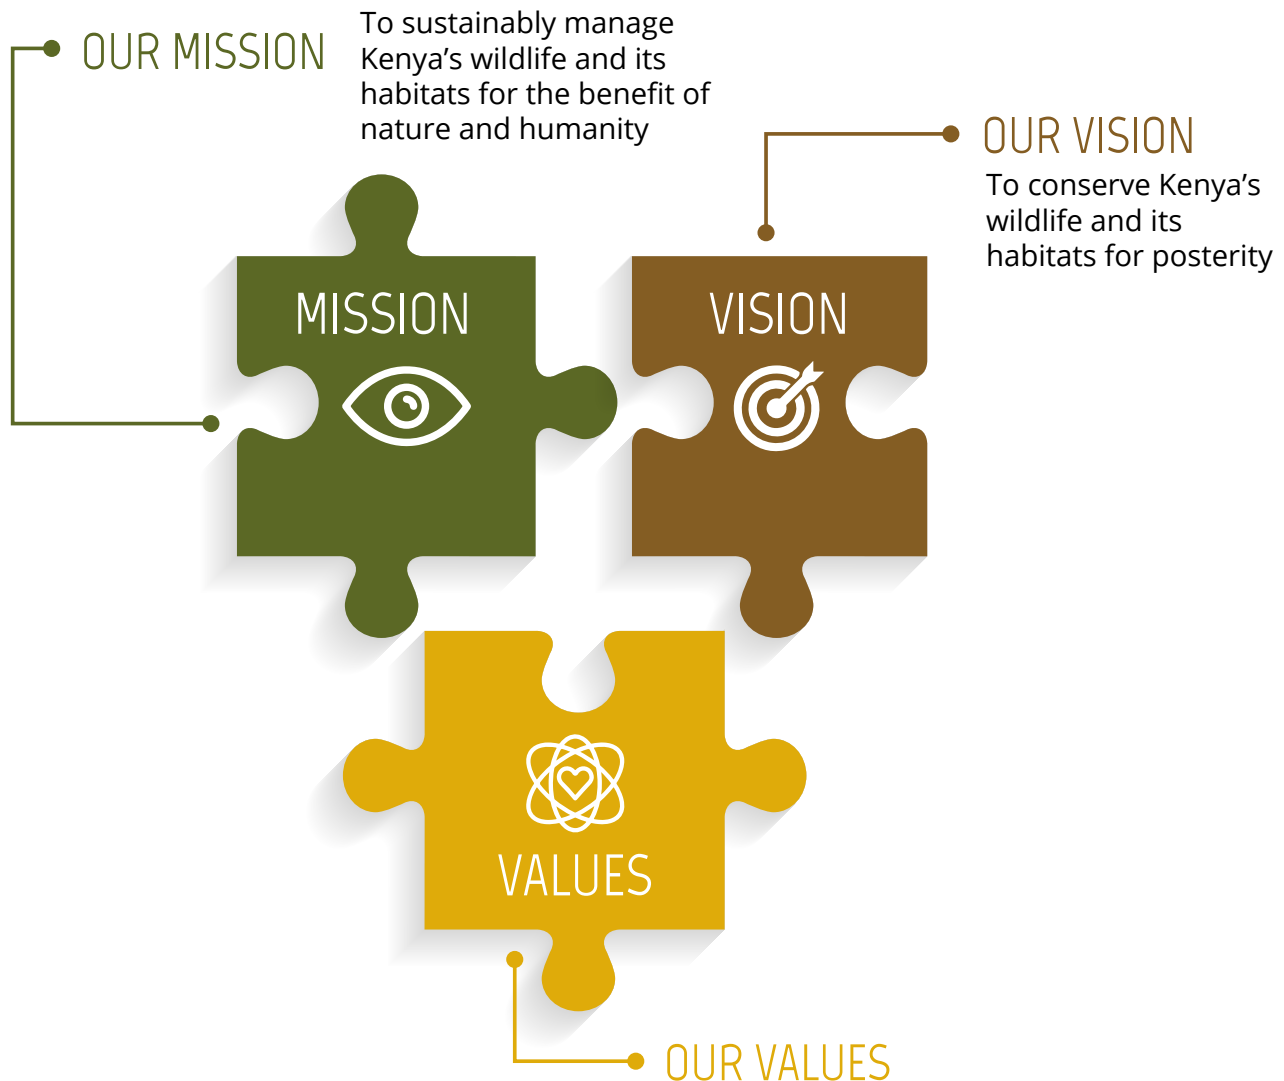 OUR MISSION
To sustainably manage
Kenya’s wildlife and its
habitats for the benefit of
nature and humanity
OUR VISION
To conserve Kenya’s
wildlife and its
habitats for posterity
MISSION
VISION
VALUES
OUR VALUES